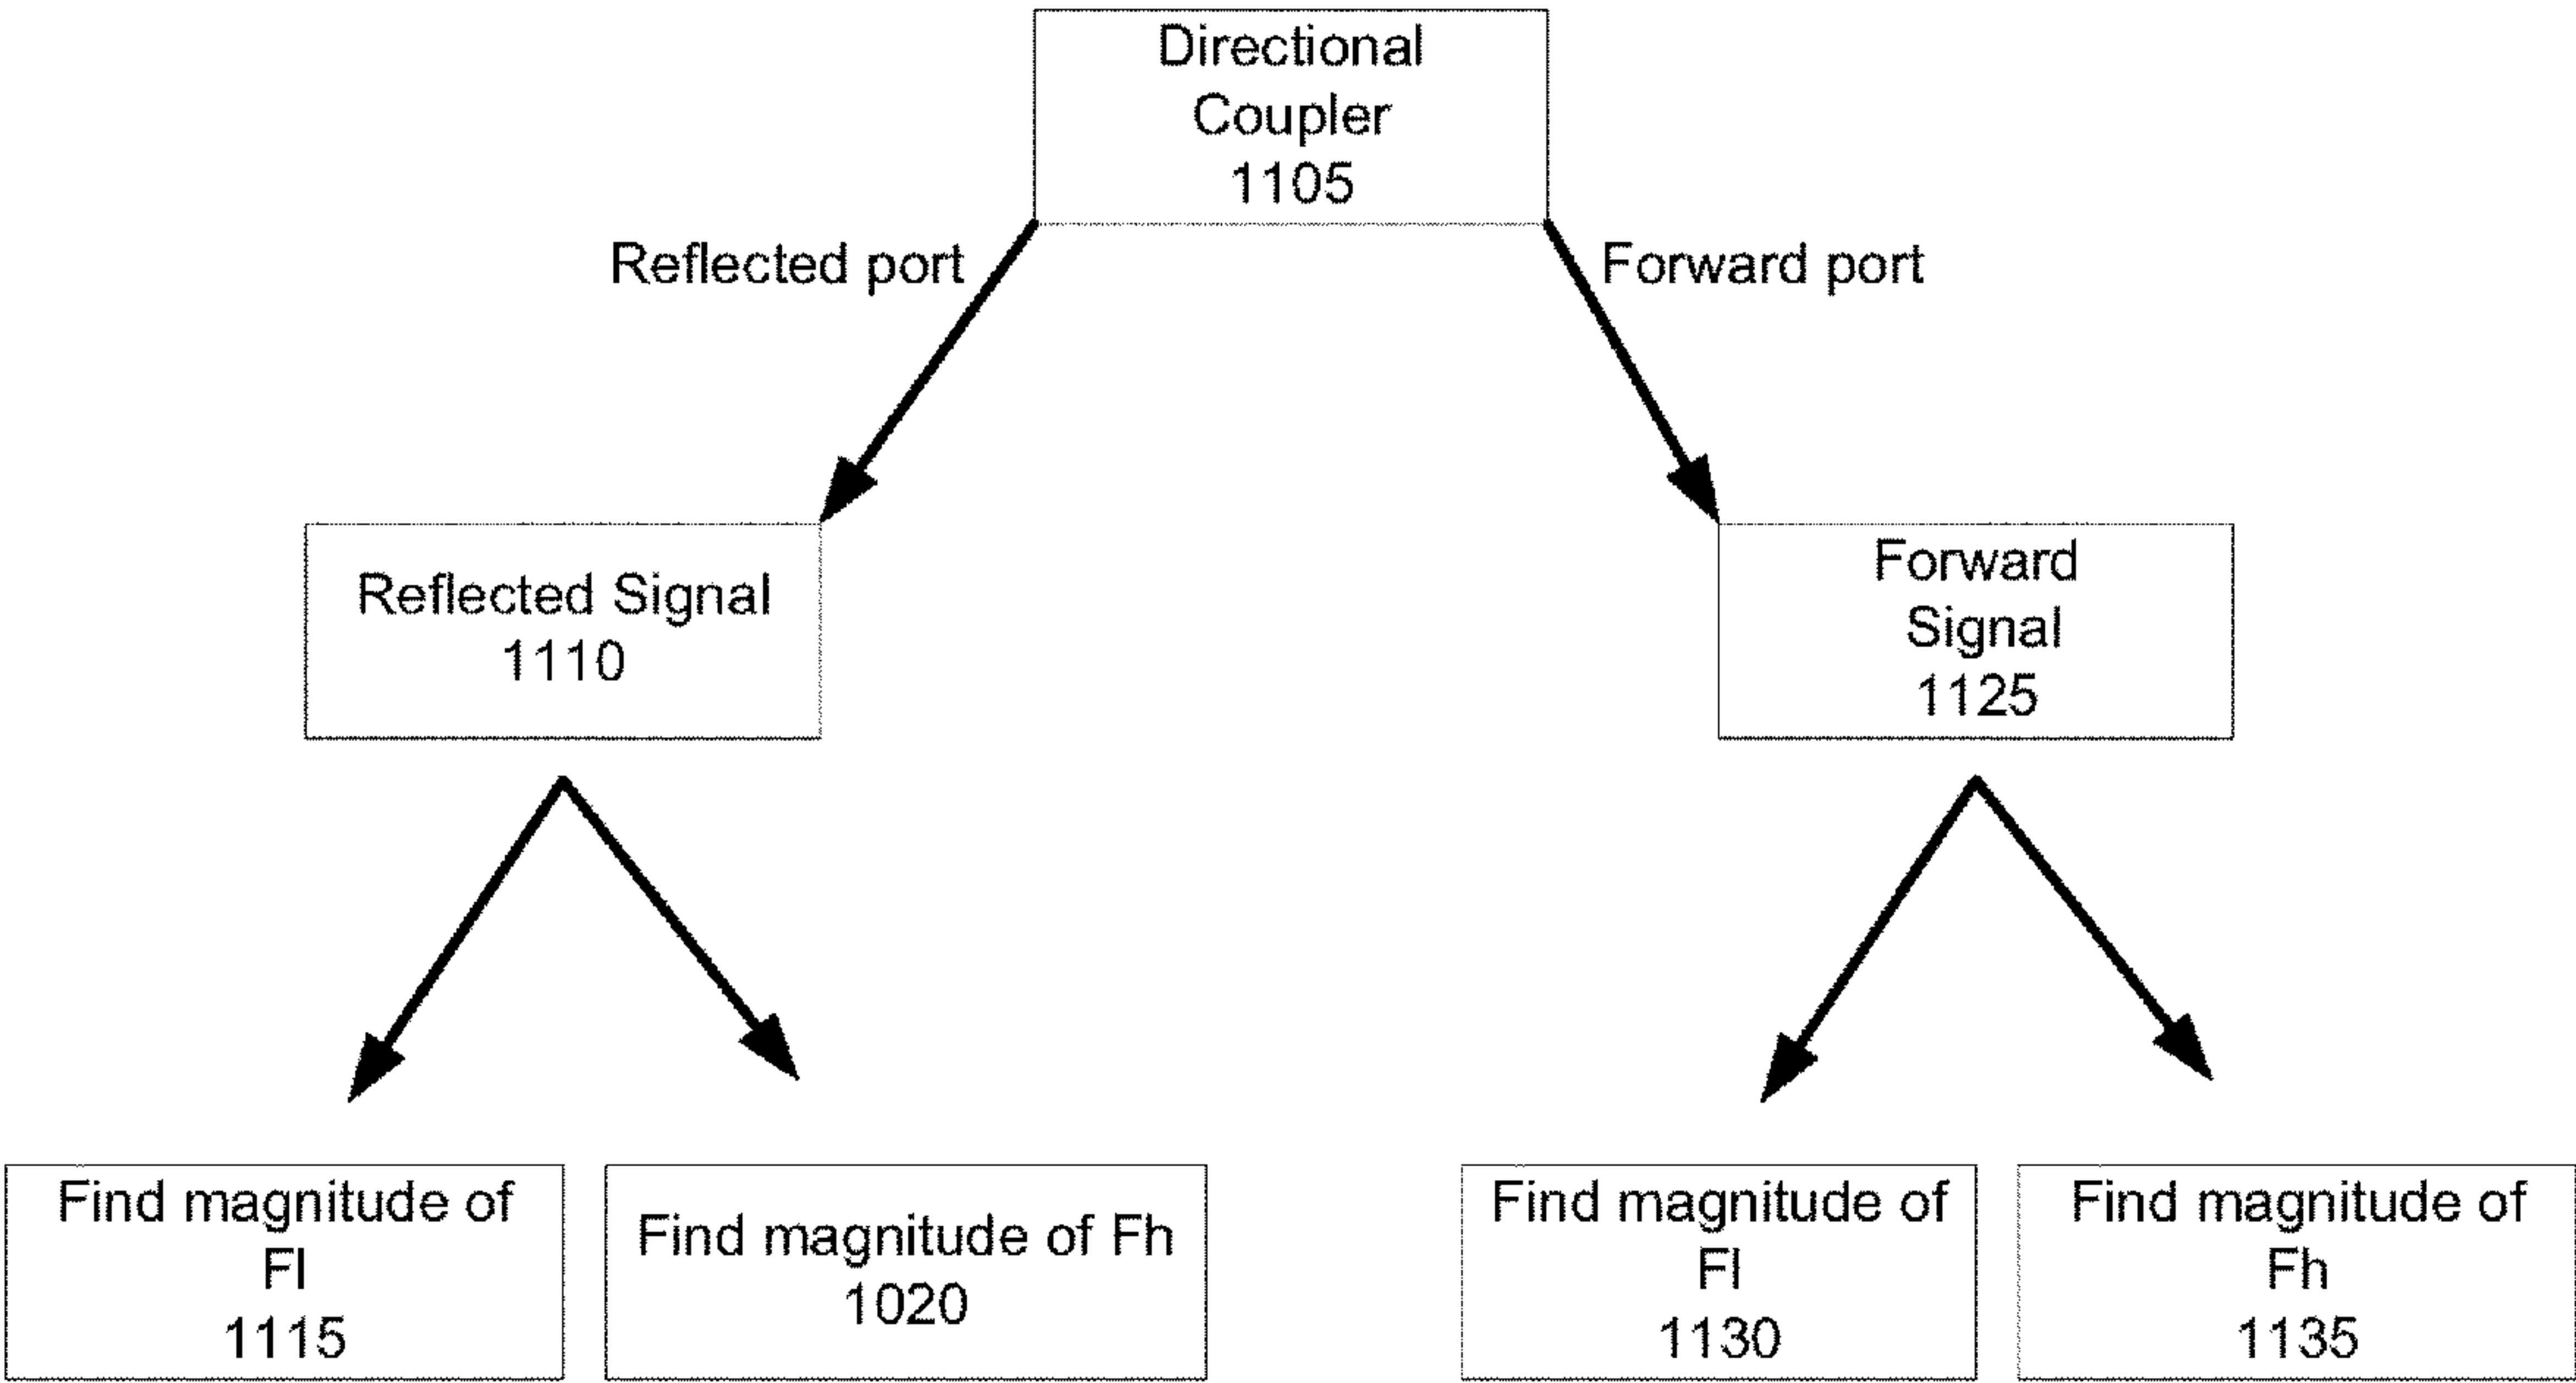 Directional
Coupler
1105
Reflected port
Forward port
Reflected Signal
1110
Forward
Signal
1125
Find magnitude of
Fl
1115
Find magnitude of Fh
1020
Find magnitude of
Fl
1130
Find magnitude of
Fh
1135